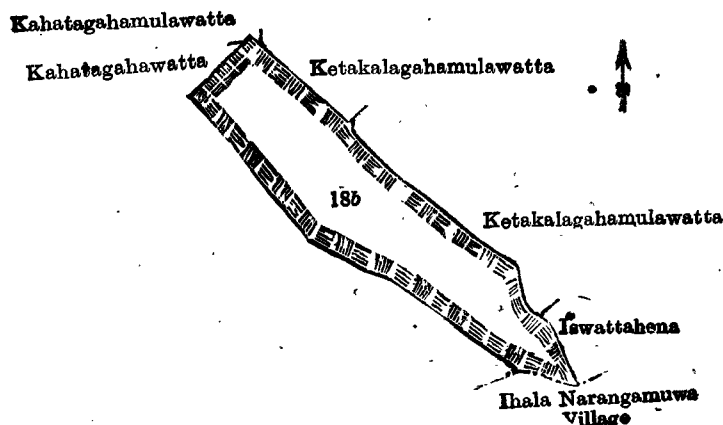 Kahatagahamulawatta
Kahatagahawatta
Ketakalagahamulawatta
185
Ketakalagahamulawatta
Iswattahena
Ihala Narangamuwa
Village